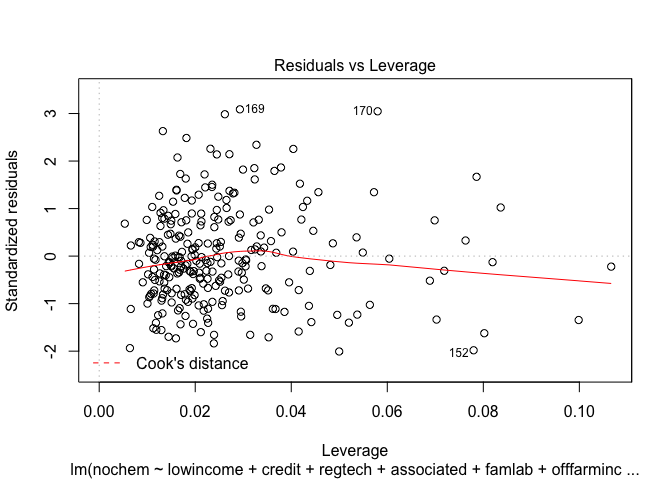 Residuals vs Leverage
Standardized residuals
3
2
1
0
-1
-2
169
170
152
Cook's distance
0.00 0.02 0.04 0.06 0.08 0.10
Leverage
lm(nochem ~ lowincome + credit + regtech + associated + famlab + offfarminc ...